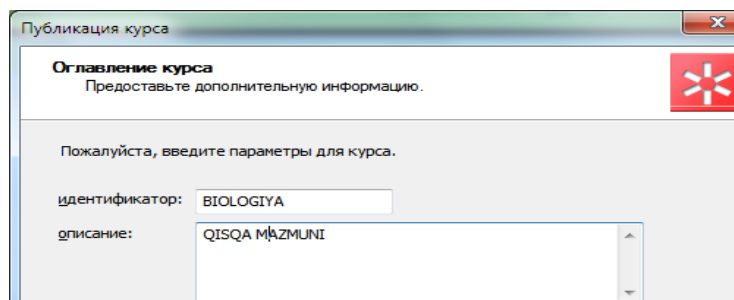 Публикация курса
Оглавление курса
Предоставьте дополнительную информацию.
Пожалуйста, введите параметры для курса.
идентификатор: BIOLOGIYA
описание: QISQA MAZMUNI